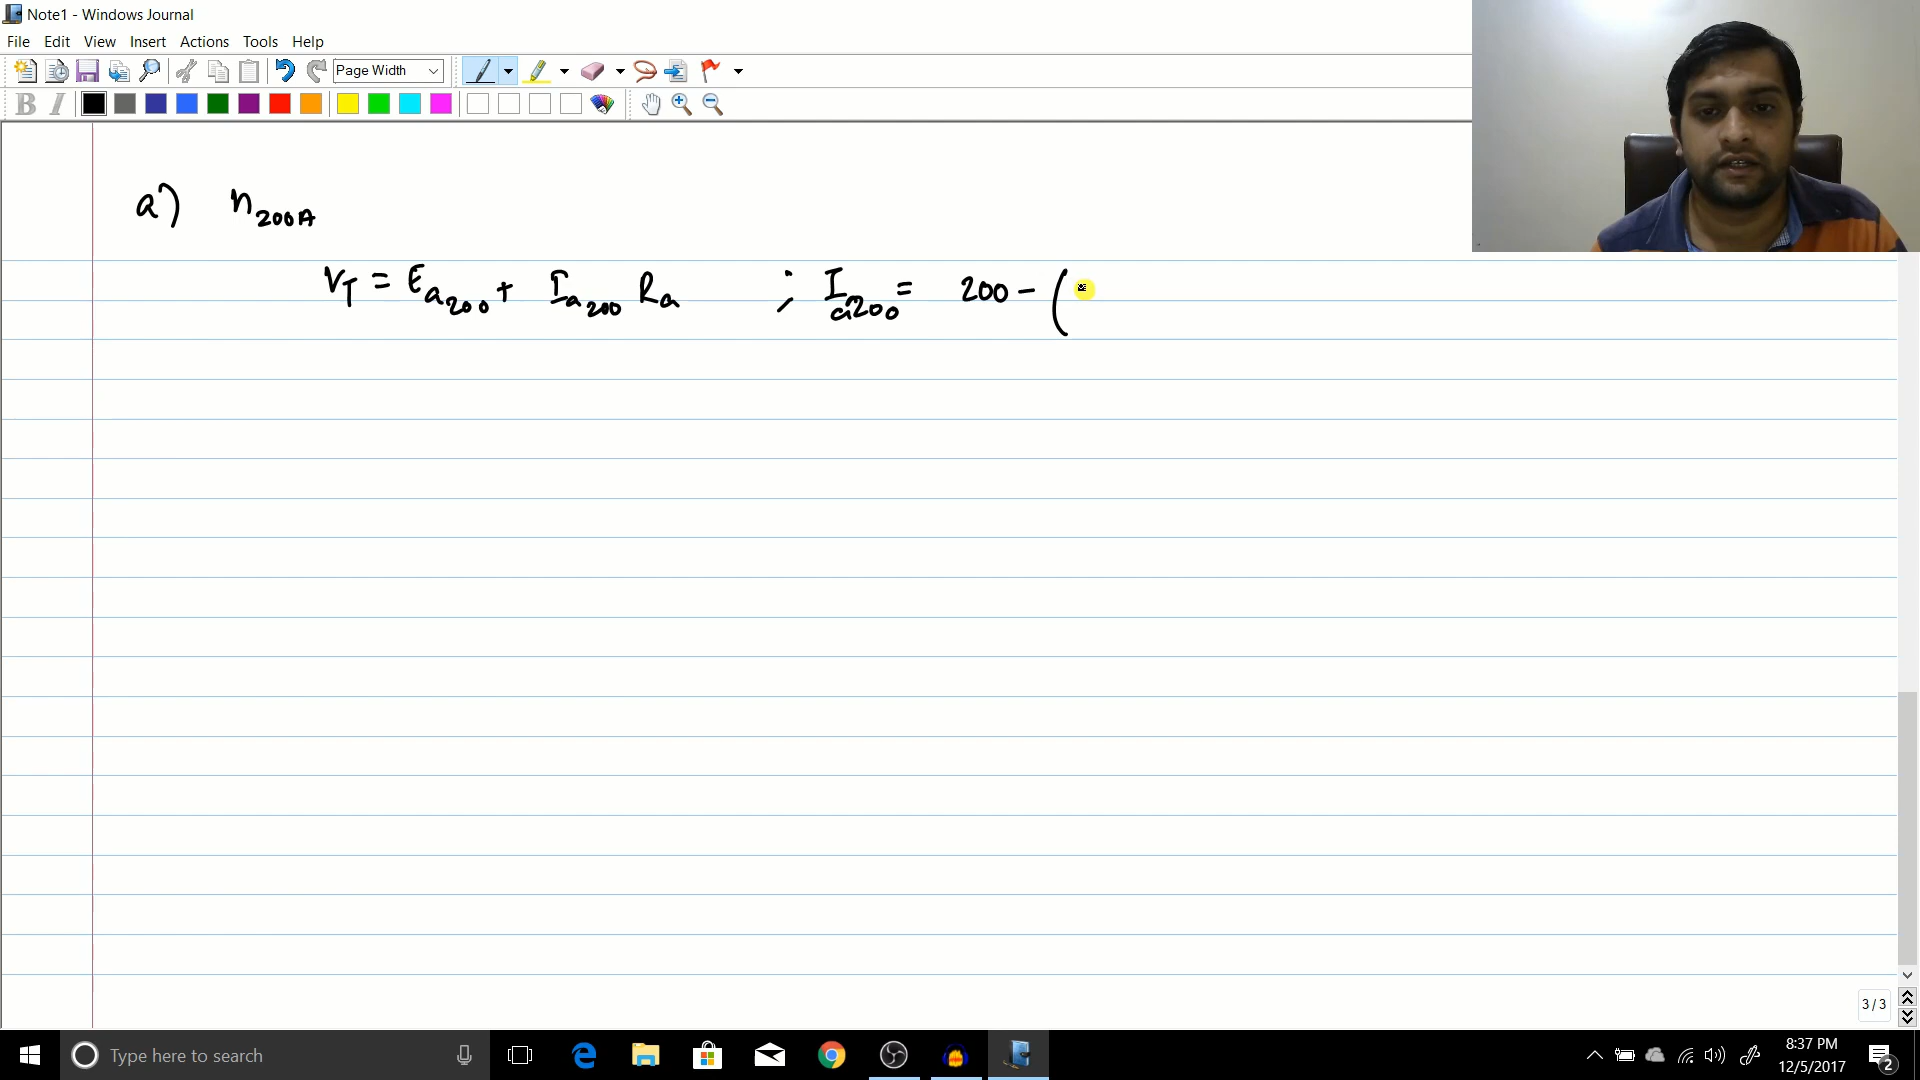 Note1 - Windows Journal
File Edit View Insert Actions Tools Help
Page Width
B I
a) n200A
VT = Ea200 + Ia200 Ra ; Ia200 = 200 - (
3 / 3
Type here to search
8:37 PM
12/5/2017
2